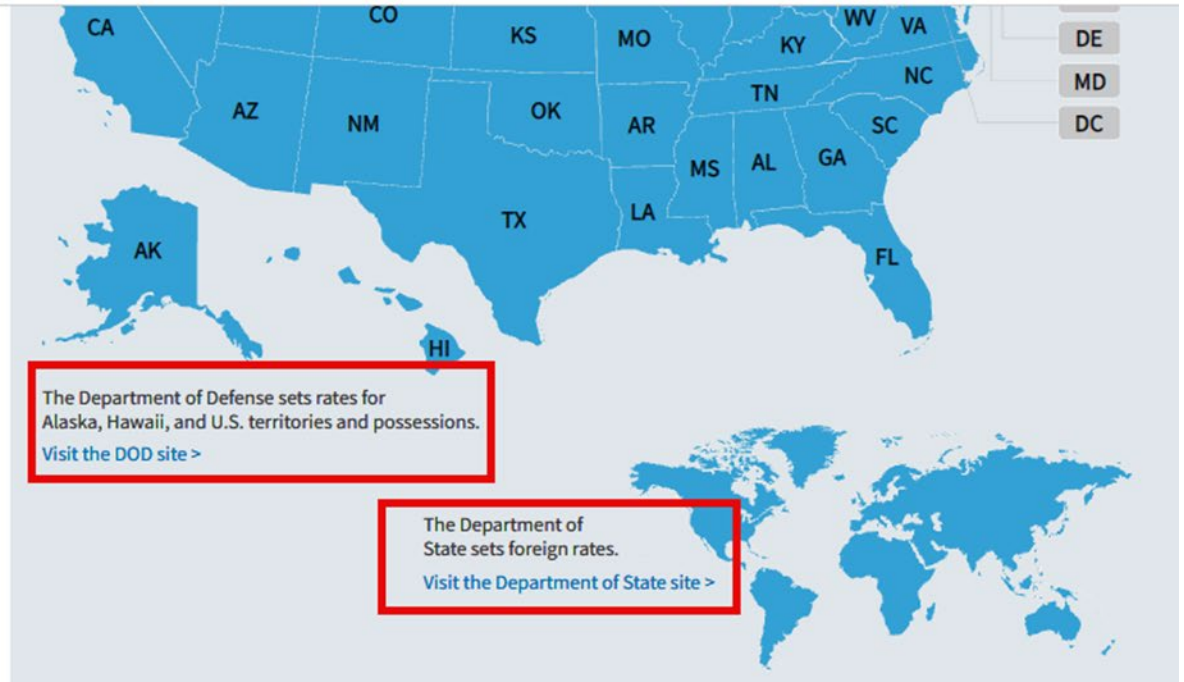 CA
CO
KS
MO
KY
WV
VA
DE
AZ
NM
OK
AR
TN
NC
MD
SC
DC
MS
AL
GA
TX
LA
AK
FL
HI
The Department of Defense sets rates for
Alaska, Hawaii, and U.S. territories and possessions.
Visit the DOD site >
The Department of
State sets foreign rates.
Visit the Department of State site >